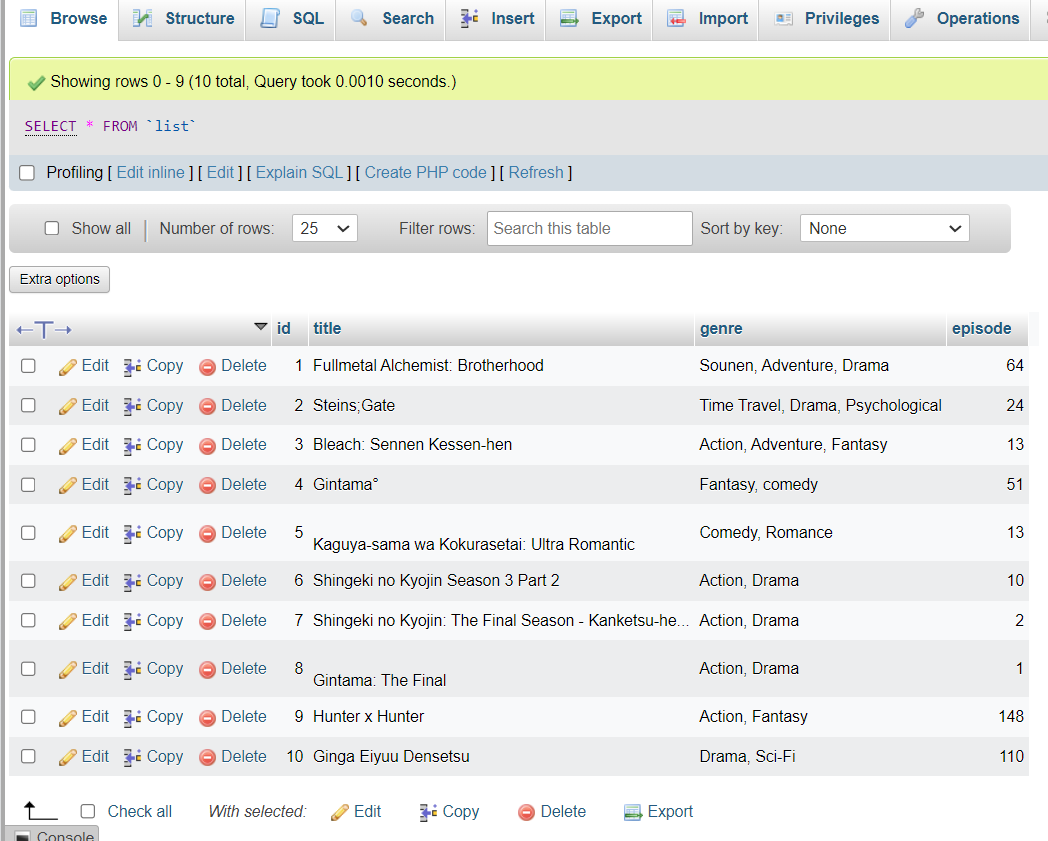 Browse Structure SQL Search Insert Export Import Privileges Operations
Showing rows 0 - 9 (10 total, Query took 0.0010 seconds.)
SELECT * FROM `list`
Profiling [ Edit inline ] [ Edit ] [ Explain SQL ] [ Create PHP code ] [ Refresh ]
Show all Number of rows: 25 Filter rows: Search this table Sort by key: None
Extra options
←T→ id title genre episode
Edit Copy Delete 1 Fullmetal Alchemist: Brotherhood Sounen, Adventure, Drama 64
Edit Copy Delete 2 Steins;Gate Time Travel, Drama, Psychological 24
Edit Copy Delete 3 Bleach: Sennen Kessen-hen Action, Adventure, Fantasy 13
Edit Copy Delete 4 Gintama° Fantasy, comedy 51
Edit Copy Delete 5 Kaguya-sama wa Kokurasetai: Ultra Romantic Comedy, Romance 13
Edit Copy Delete 6 Shingeki no Kyojin Season 3 Part 2 Action, Drama 10
Edit Copy Delete 7 Shingeki no Kyojin: The Final Season - Kanketsu-he... Action, Drama 2
Edit Copy Delete 8 Gintama: The Final Action, Drama 1
Edit Copy Delete 9 Hunter x Hunter Action, Fantasy 148
Edit Copy Delete 10 Ginga Eiyuu Densetsu Drama, Sci-Fi 110
Check all With selected: Edit Copy Delete Export
Console